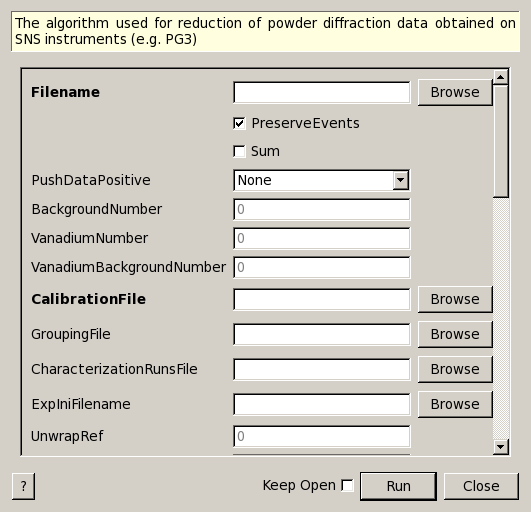 The algorithm used for reduction of powder diffraction data obtained on
SNS instruments (e.g. PG3)
Filename Browse
PreserveEvents
Sum
PushDataPositive None
BackgroundNumber 0
VanadiumNumber 0
VanadiumBackgroundNumber 0
CalibrationFile Browse
GroupingFile Browse
CharacterizationRunsFile Browse
ExpIniFilename Browse
UnwrapRef 0
? Keep Open Run Close